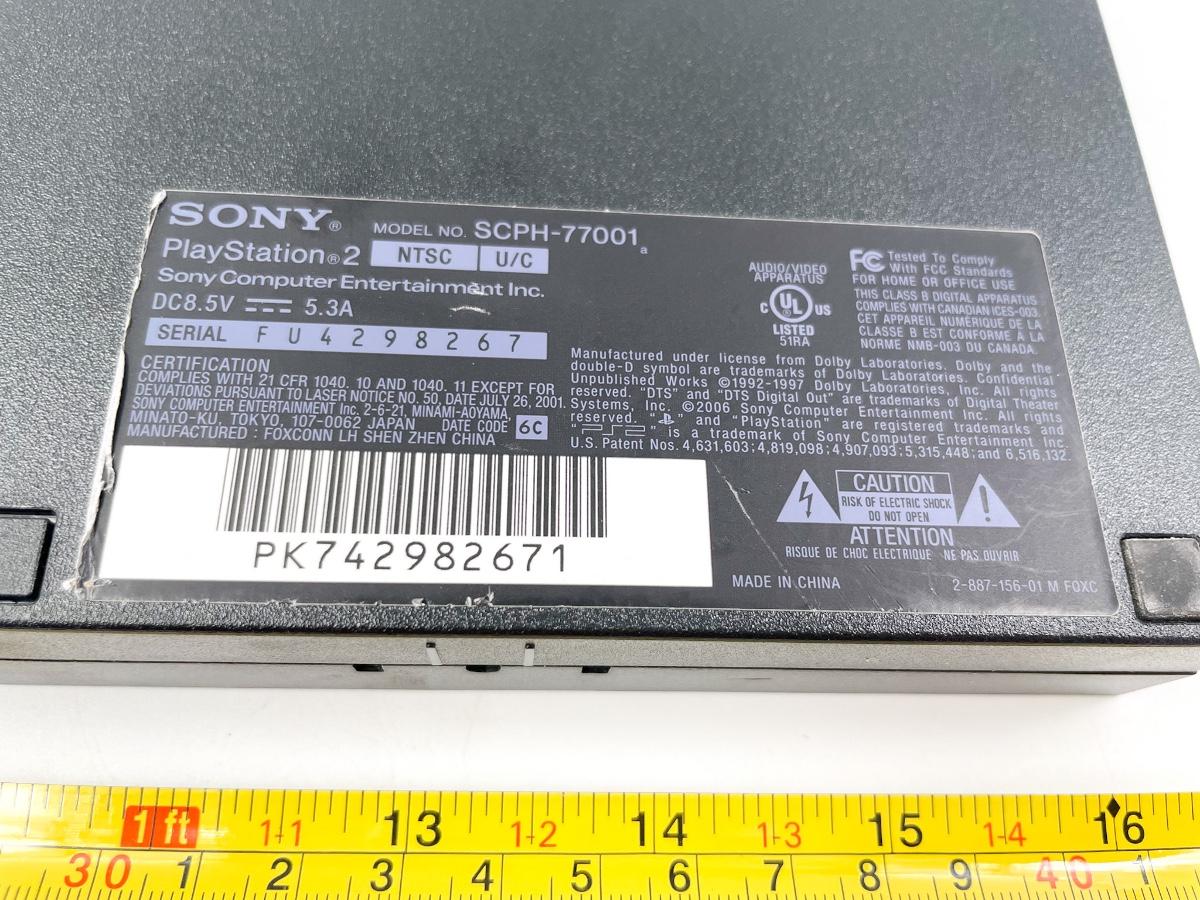 SONY®
MODEL NO. SCPH-77001 a
PlayStation®2 NTSC U/C
Sony Computer Entertainment Inc.
DC8.5V 5.3A
SERIAL FU4298267
CERTIFICATION
COMPLIES WITH 21 CFR 1040. 10 AND 1040. 11 EXCEPT FOR
DEVIATIONS PURSUANT TO LASER NOTICE NO. 50, DATE JULY 26, 2001.
SONY COMPUTER ENTERTAINMENT Inc. 2-6-21, MINAMI-AOYAMA,
MINATO-KU, TOKYO, 107-0062 JAPAN DATE CODE 6C
MANUFACTURED : FOXCONN LH SHEN ZHEN CHINA
PK742982671
AUDIO/VIDEO
APPARATUS
C UL US
LISTED
51RA
FC Tested To Comply
With FCC Standards
FOR HOME OR OFFICE USE
THIS CLASS B DIGITAL APPARATUS
COMPLIES WITH CANADIAN ICES-003.
CET APPAREIL NUMÉRIQUE DE LA
CLASSE B EST CONFORME À LA
NORME NMB-003 DU CANADA.
Manufactured under license from Dolby Laboratories. Dolby and the
double-D symbol are trademarks of Dolby Laboratories. Confidential
Unpublished Works ©1992-1997 Dolby Laboratories, Inc. All rights
reserved. "DTS" and "DTS Digital Out" are trademarks of Digital Theater
Systems, Inc. ©2006 Sony Computer Entertainment Inc. All rights
reserved. " " and "PlayStation" are registered trademarks and
"PS2" is a trademark of Sony Computer Entertainment Inc.
U.S. Patent Nos. 4,631,603; 4,819,098; 4,907,093; 5,315,448; and 6,516,132.
CAUTION
RISK OF ELECTRIC SHOCK
DO NOT OPEN
ATTENTION
RISQUE DE CHOC ELECTRIQUE NE PAS OUVRIR
MADE IN CHINA
2-887-156-01 M FOXC
1ft 1-1 13 1-2 14 1-3 15 1-4 16
30 1 2 3 4 5 6 7 8 9 40 1